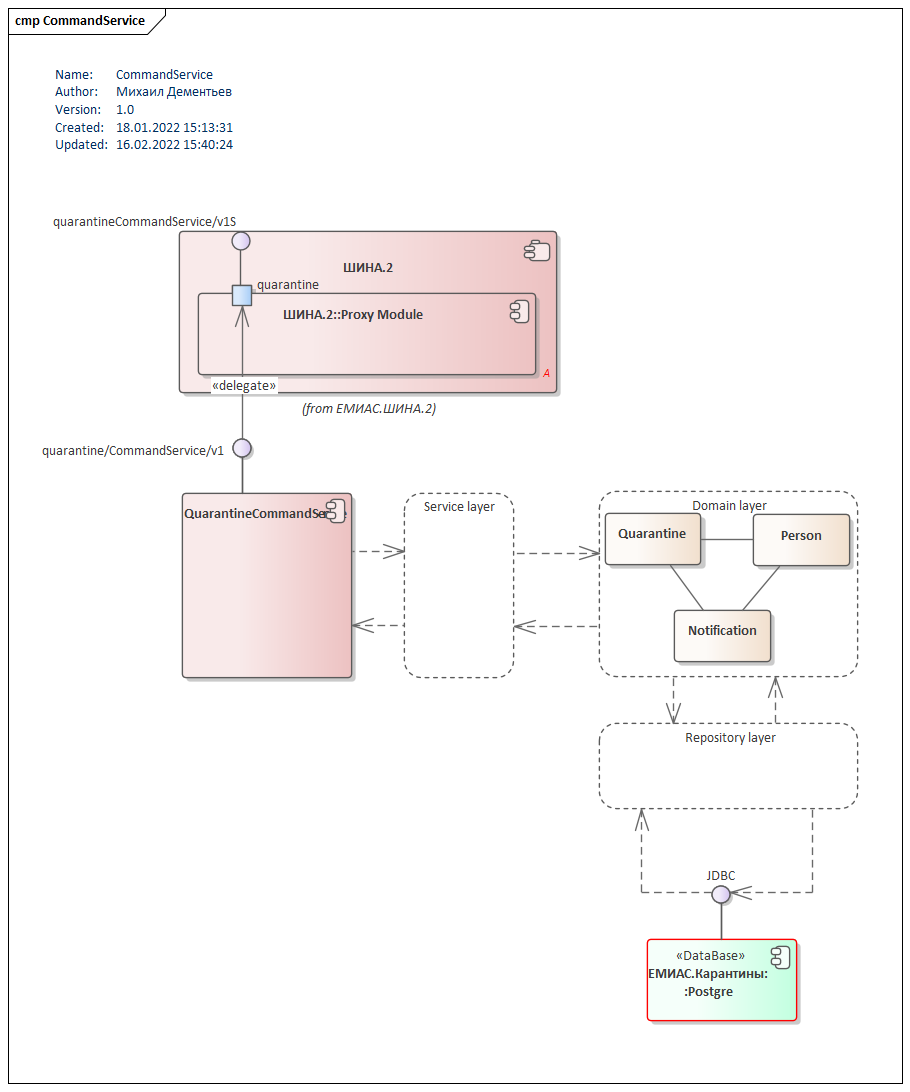 cmp CommandService
Name: CommandService
Author: Михаил Дементьев
Version: 1.0
Created: 18.01.2022 15:13:31
Updated: 16.02.2022 15:40:24
quarantineCommandService/v1S
ШИНА.2
quarantine
ШИНА.2::Proxy Module
A
«delegate»
(from ЕМИАС.ШИНА.2)
quarantine/CommandService/v1
QuarantineCommandServise
Service layer
Domain layer
Quarantine
Person
Notification
Repository layer
JDBC
«DataBase»
ЕМИАС.Карантины:
:Postgre